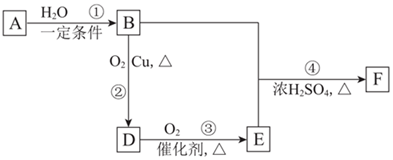 A H₂O ① B
一定条件
O₂ Cu, △
②
④ F
浓H₂SO₄, △
D O₂ ③ E
催化剂, △